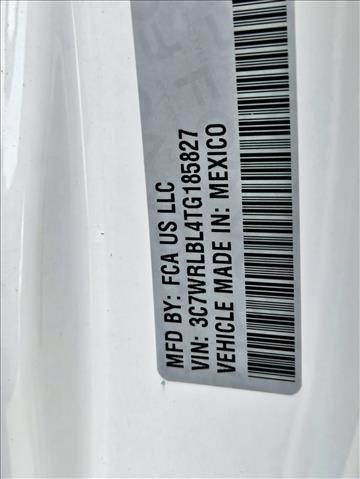 MFD BY: FCA US LLC
VIN: 3C7WRLBL4TG185827
VEHICLE MADE IN: MEXICO